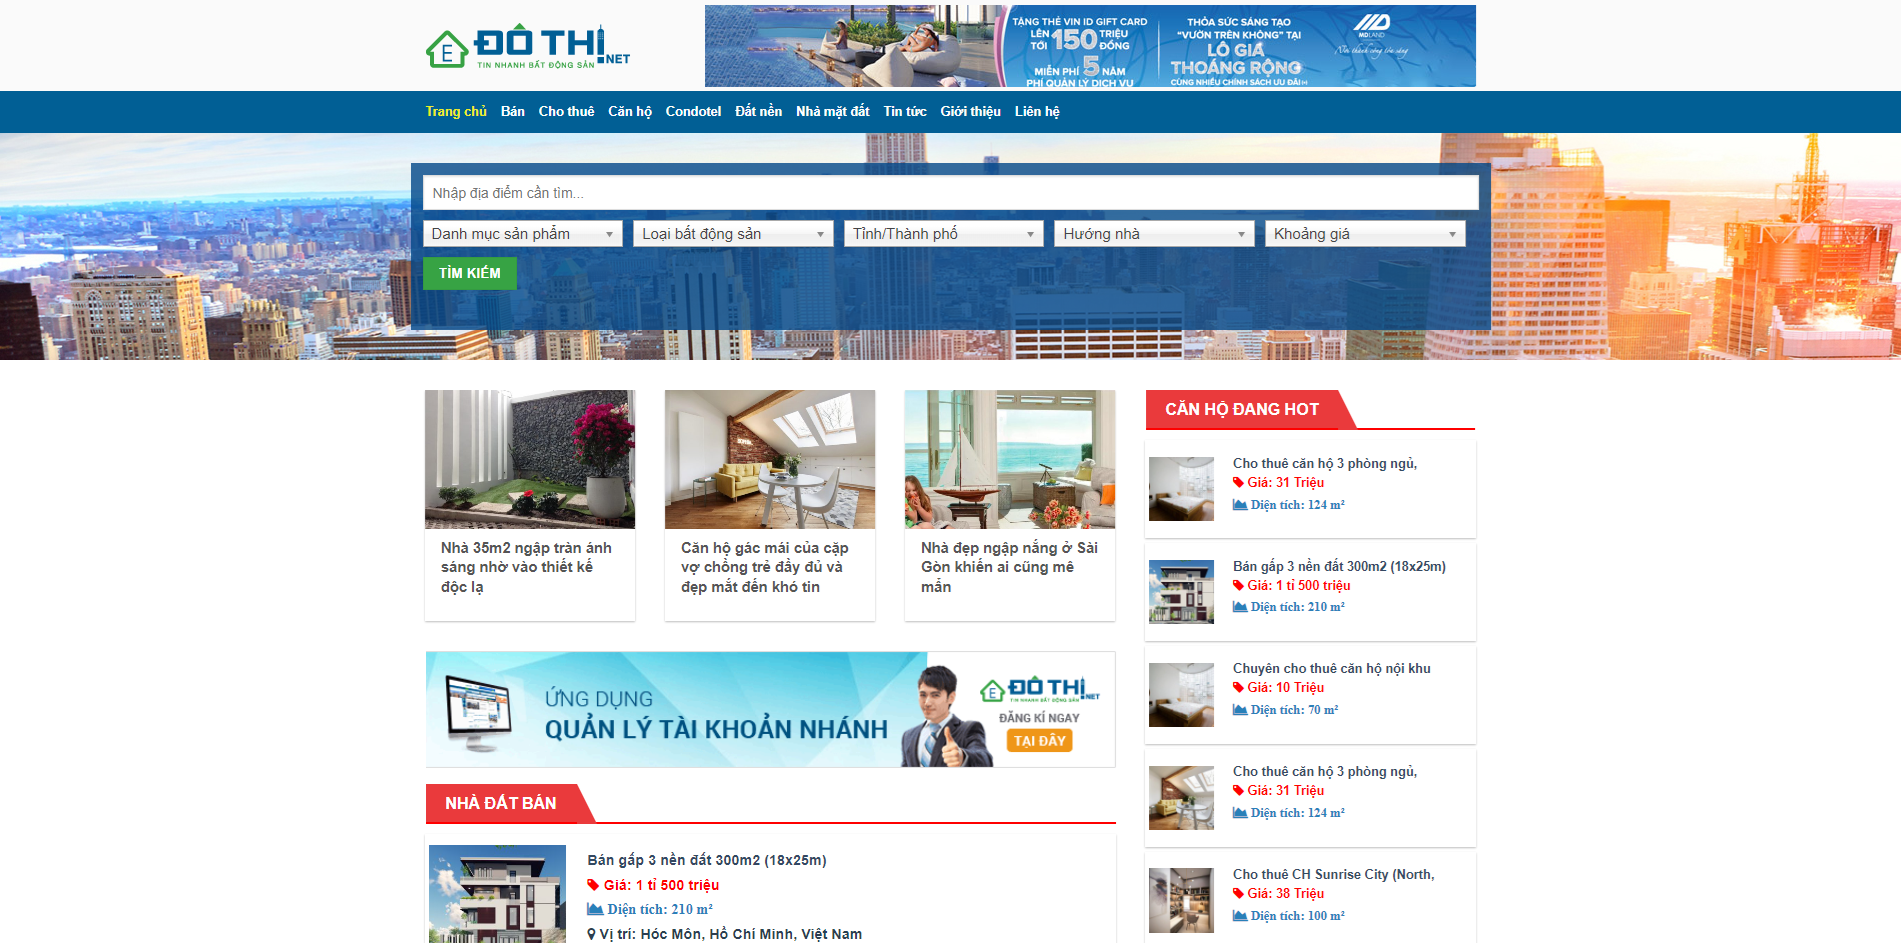 E ĐÔ THỊ.NET
TIN NHANH BẤT ĐỘNG SẢN
TẶNG THẺ VIN ID GIFT CARD
LÊN TỚI 150 TRIỆU ĐỒNG
MIỄN PHÍ 5 NĂM
PHÍ QUẢN LÝ DỊCH VỤ
THỎA SỨC SÁNG TẠO
“VƯỜN TRÊN KHÔNG” TẠI
LÔ GIA
THOÁNG RỘNG
CÙNG NHIỀU CHÍNH SÁCH ƯU ĐÃI
MDLAND
Trang chủ Bán Cho thuê Căn hộ Condotel Đất nền Nhà mặt đất Tin tức Giới thiệu Liên hệ
Nhập địa điểm cần tìm...
Danh mục sản phẩm Loại bất động sản Tỉnh/Thành phố Hướng nhà Khoảng giá
TÌM KIẾM
Nhà 35m2 ngập tràn ánh
sáng nhờ vào thiết kế
độc lạ
Căn hộ gác mái của cặp
vợ chồng trẻ đầy đủ và
đẹp mắt đến khó tin
Nhà đẹp ngập nắng ở Sài
Gòn khiến ai cũng mê
mẩn
ỨNG DỤNG
QUẢN LÝ TÀI KHOẢN NHÁNH
E ĐÔ THỊ.NET
TIN NHANH BẤT ĐỘNG SẢN
ĐĂNG KÍ NGAY
TẠI ĐÂY
NHÀ ĐẤT BÁN
Bán gấp 3 nền đất 300m2 (18x25m)
Giá: 1 tỉ 500 triệu
Diện tích: 210 m²
Vị trí: Hóc Môn, Hồ Chí Minh, Việt Nam
CĂN HỘ ĐANG HOT
Cho thuê căn hộ 3 phòng ngủ,
Giá: 31 Triệu
Diện tích: 124 m²
Bán gấp 3 nền đất 300m2 (18x25m)
Giá: 1 tỉ 500 triệu
Diện tích: 210 m²
Chuyên cho thuê căn hộ nội khu
Giá: 10 Triệu
Diện tích: 70 m²
Cho thuê căn hộ 3 phòng ngủ,
Giá: 31 Triệu
Diện tích: 124 m²
Cho thuê CH Sunrise City (North,
Giá: 38 Triệu
Diện tích: 100 m²